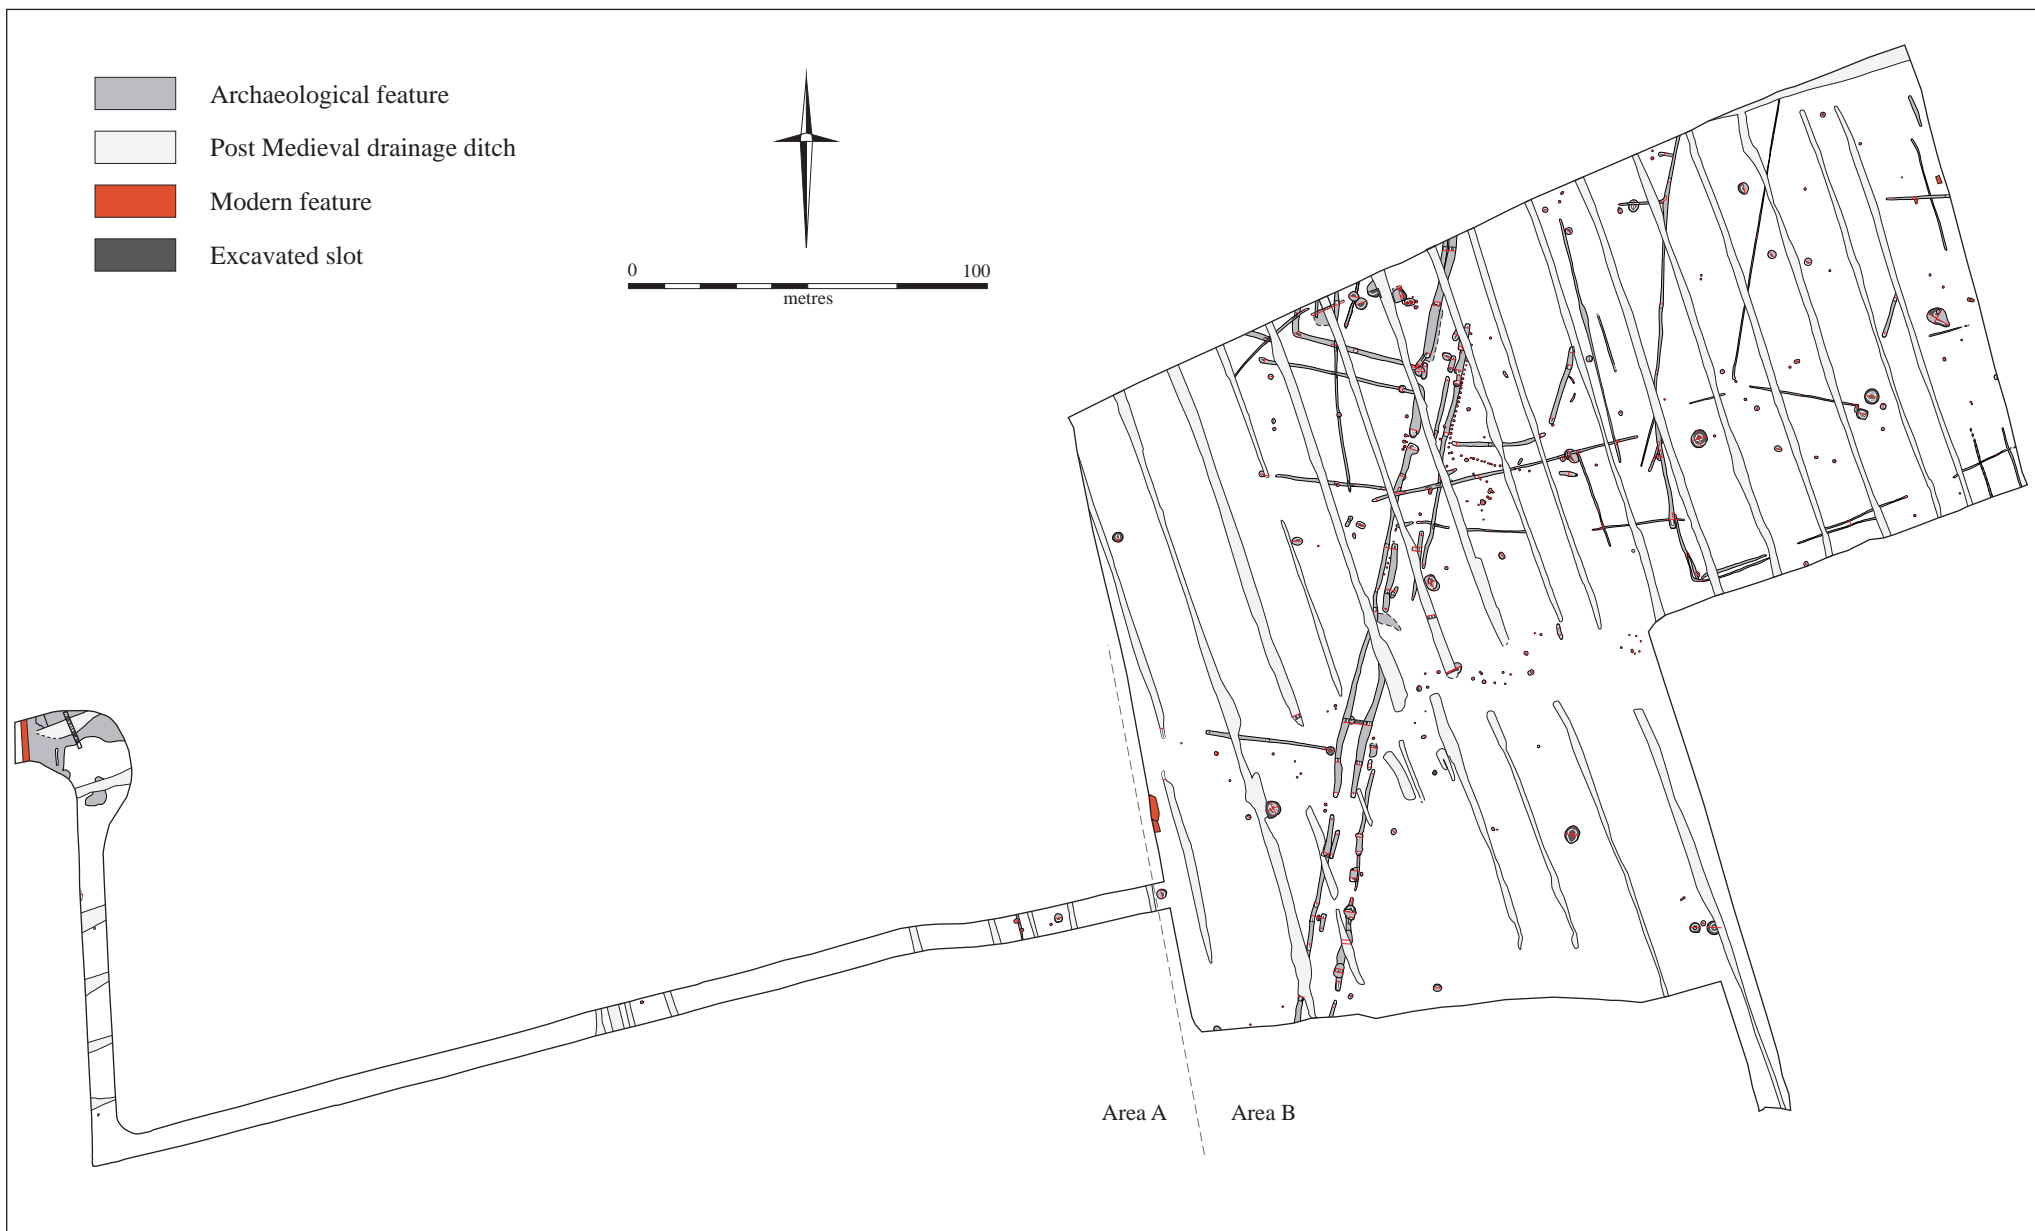 Archaeological feature
Post Medieval drainage ditch
Modern feature
Excavated slot
0 100
metres
Area A Area B